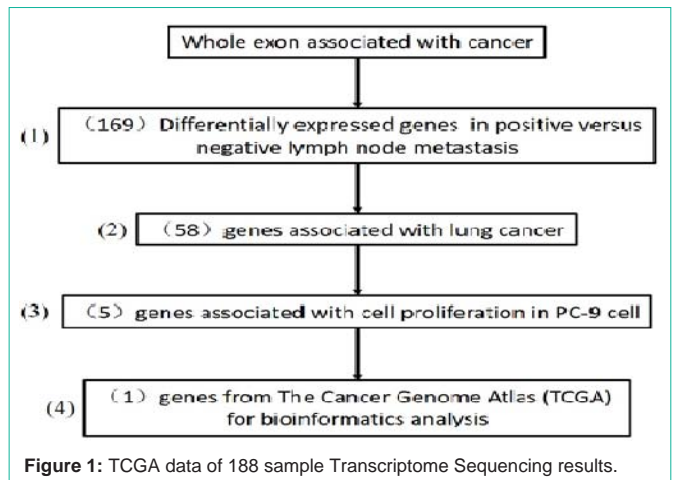 Whole exon associated with cancer
(1)
（169） Differentially expressed genes in positive versus
negative lymph node metastasis
(2)
（58）genes associated with lung cancer
(3)
（5）genes associated with cell proliferation in PC-9 cell
(4)
（1）genes from The Cancer Genome Atlas (TCGA)
for bioinformatics analysis
Figure 1: TCGA data of 188 sample Transcriptome Sequencing results.